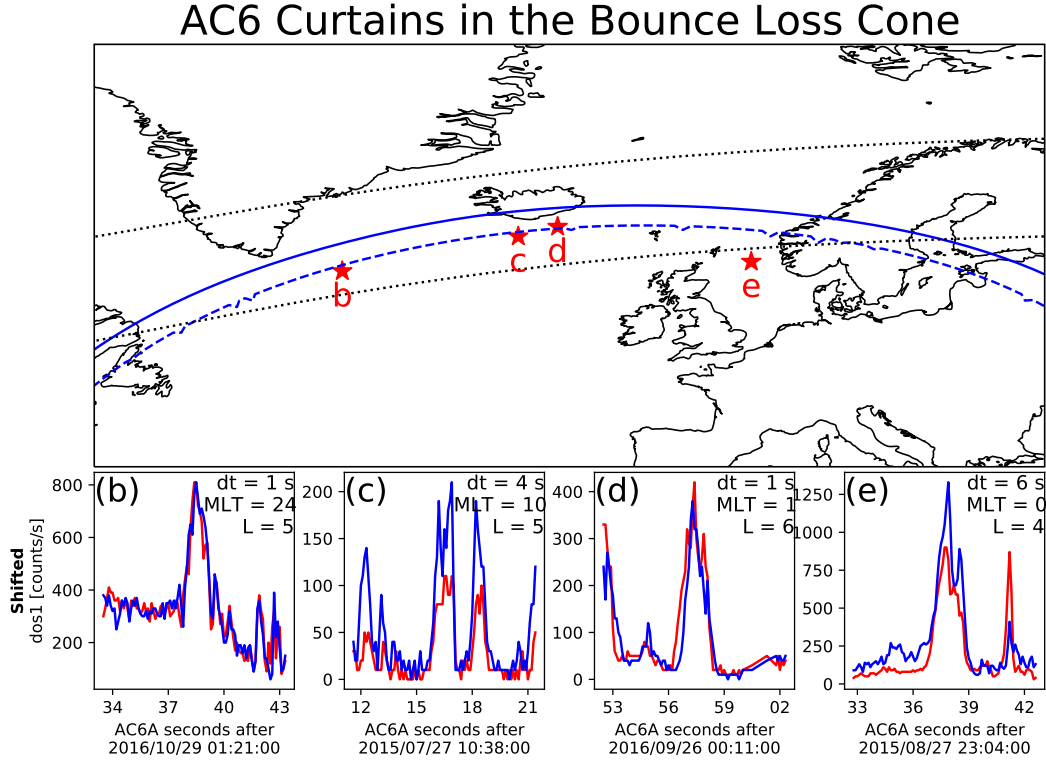 AC6 Curtains in the Bounce Loss Cone
b
c
d
e
Shifted
dos1 [counts/s]
(b)
dt = 1 s
MLT = 24
L = 5
800
600
400
200
34 37 40 43
AC6A seconds after
2016/10/29 01:21:00
(c)
dt = 4 s
MLT = 10
L = 5
200
150
100
50
0
12 15 18 21
AC6A seconds after
2015/07/27 10:38:00
(d)
dt = 1 s
MLT = 1
L = 6
400
300
200
100
0
53 56 59 02
AC6A seconds after
2016/09/26 00:11:00
(e)
dt = 6 s
MLT = 0
L = 4
1250
1000
750
500
250
0
33 36 39 42
AC6A seconds after
2015/08/27 23:04:00